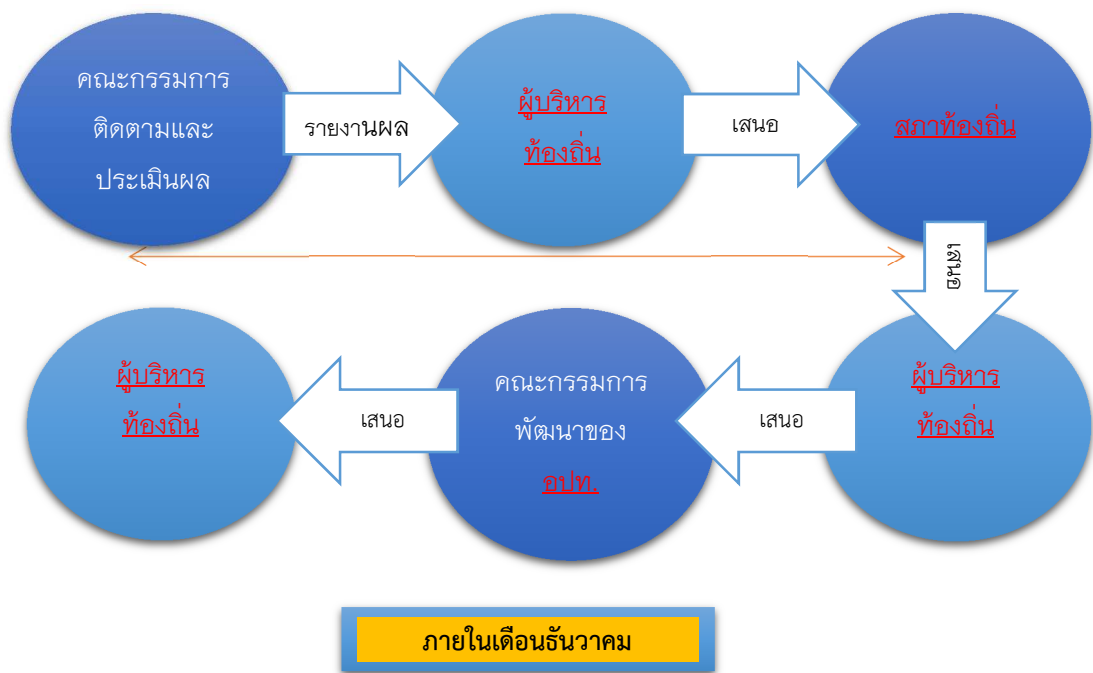 คณะกรรมการ
ติดตามและ
ประเมินผล
รายงานผล
ผู้บริหาร
ท้องถิ่น
เสนอ
สภาท้องถิ่น
เสนอ
ผู้บริหาร
ท้องถิ่น
เสนอ
คณะกรรมการ
พัฒนาของ
อปท.
เสนอ
ผู้บริหาร
ท้องถิ่น
ภายในเดือนธันวาคม